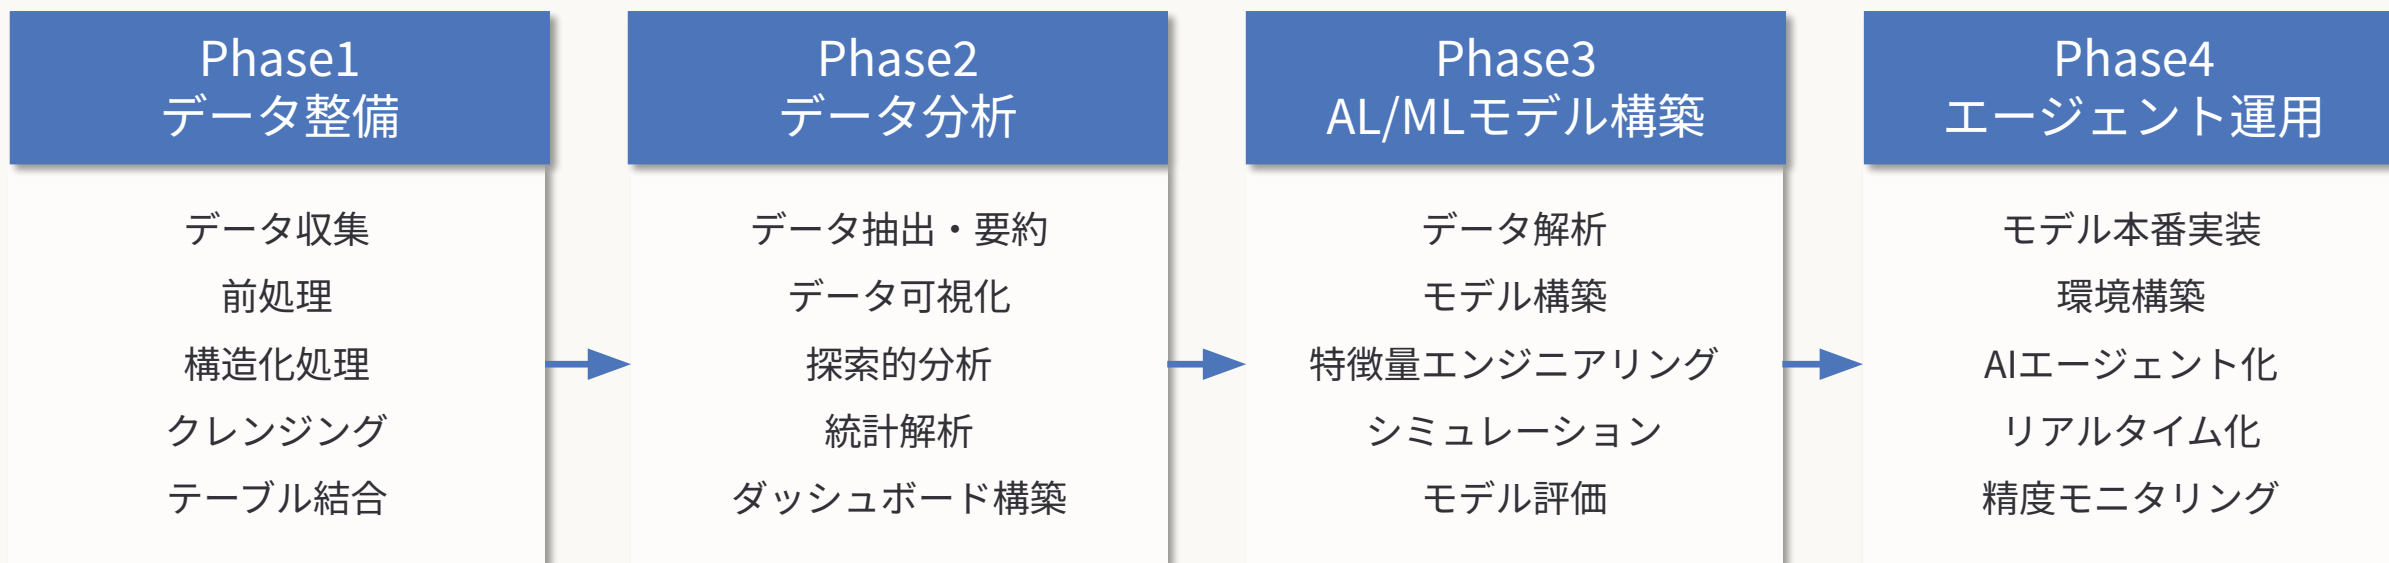 Phase1
データ整備
データ収集
前処理
構造化処理
クレンジング
テーブル結合
Phase2
データ分析
データ抽出・要約
データ可視化
探索的分析
統計解析
ダッシュボード構築
Phase3
AL/MLモデル構築
データ解析
モデル構築
特徴量エンジニアリング
シミュレーション
モデル評価
Phase4
エージェント運用
モデル本番実装
環境構築
AIエージェント化
リアルタイム化
精度モニタリング